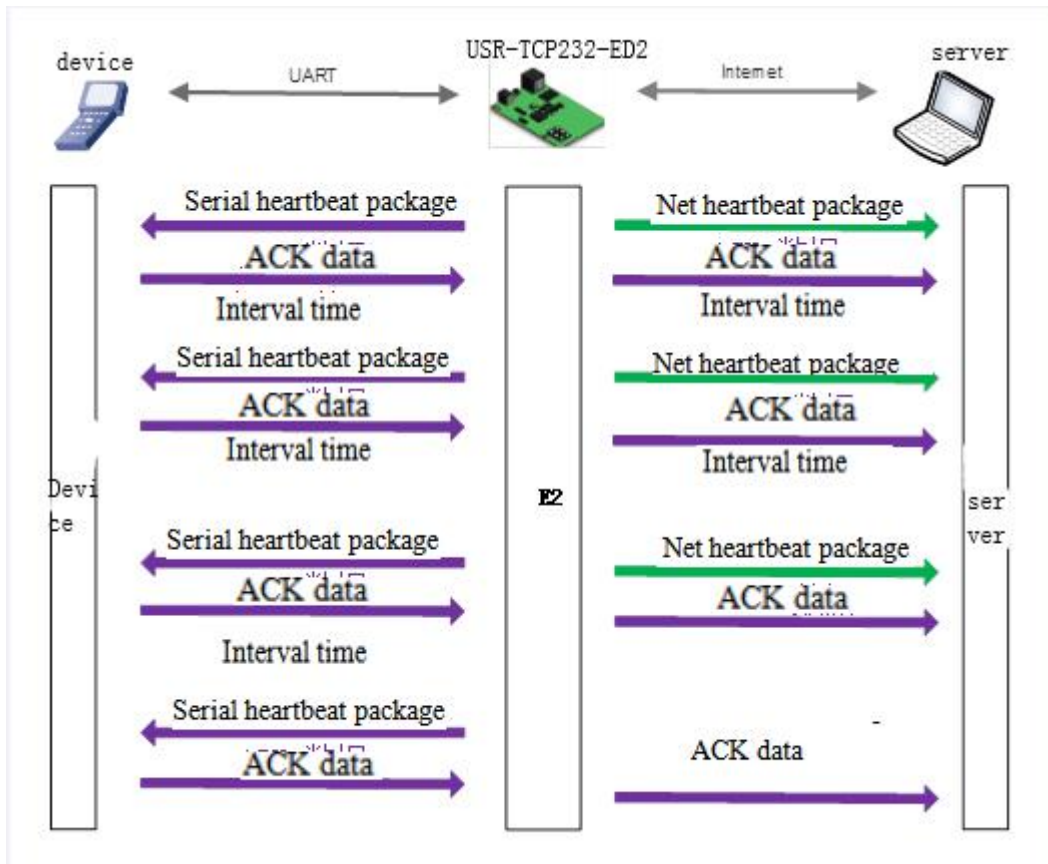 USR-TCP232-ED2
device
server
UART
Internet
Serial heartbeat package
Net heartbeat package
ACK data
ACK data
Interval time
Interval time
Serial heartbeat package
Net heartbeat package
ACK data
ACK data
Interval time
Interval time
Devi
ce
E2
ser
ver
Serial heartbeat package
Net heartbeat package
ACK data
ACK data
Interval time
Serial heartbeat package
ACK data
ACK data